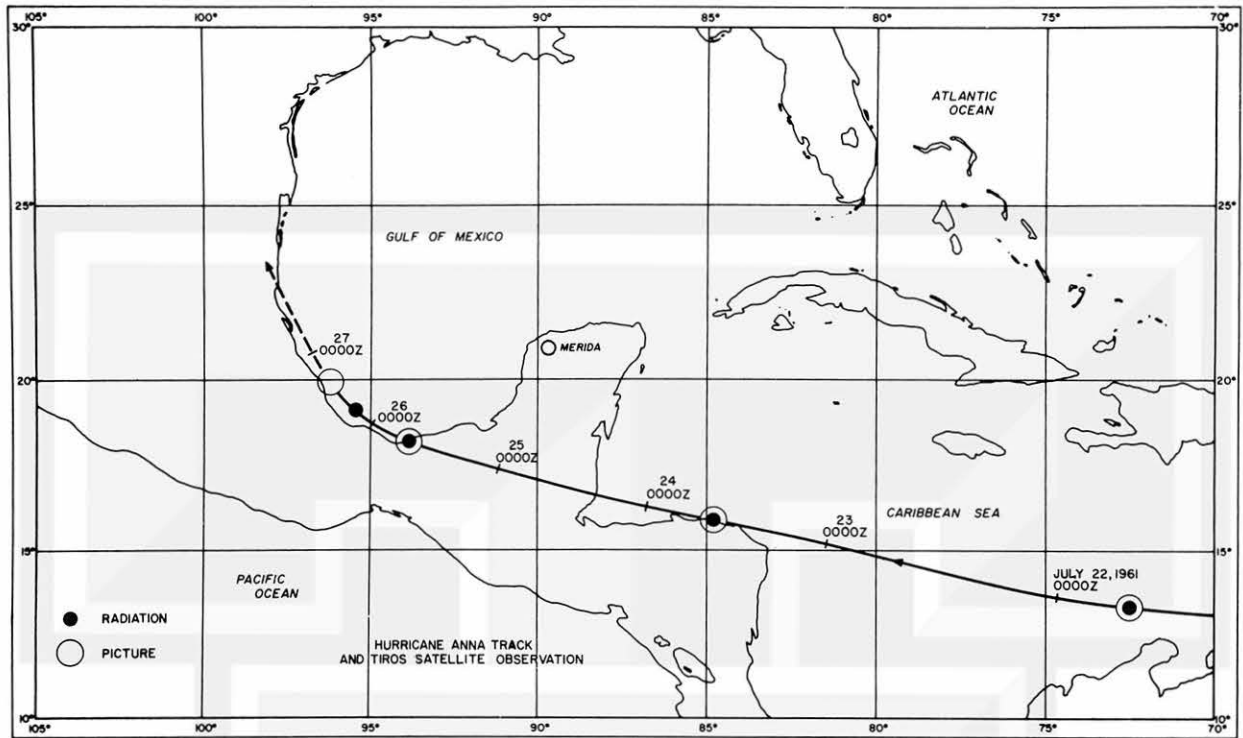 105° 100° 95° 90° 85° 80° 75° 70°
30° 30°
ATLANTIC
OCEAN
25° 25°
GULF OF MEXICO
27
0000Z
MERIDA
20° 20°
26
0000Z
25
0000Z
24
0000Z
23
0000Z
CARIBBEAN SEA
15° 15°
JULY 22, 1961
0000Z
PACIFIC
OCEAN
RADIATION
PICTURE
HURRICANE ANNA TRACK
AND TIROS SATELLITE OBSERVATION
10° 10°
105° 100° 95° 90° 85° 80° 75° 70°